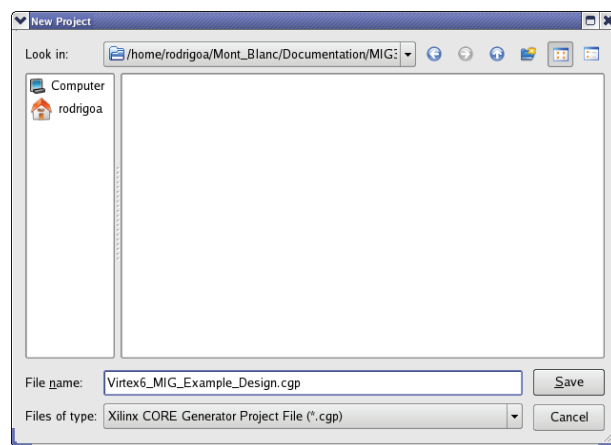 New Project
Look in: /home/rodrigoa/Mont_Blanc/Documentation/MIG3
Computer
rodrigoa
File name: Virtex6_MIG_Example_Design.cgp Save
Files of type: Xilinx CORE Generator Project File (*.cgp) Cancel